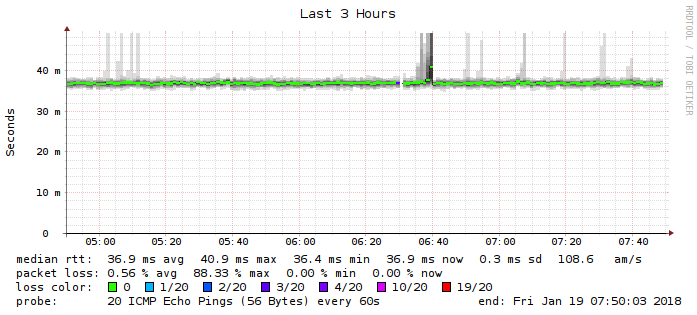 Last 3 Hours
RRDTOOL / TOBI OETIKER
Seconds
40 m
30 m
20 m
10 m
0
05:00 05:20 05:40 06:00 06:20 06:40 07:00 07:20 07:40
median rtt: 36.9 ms avg 40.9 ms max 36.4 ms min 36.9 ms now 0.3 ms sd 108.6 am/s
packet loss: 0.56 % avg 88.33 % max 0.00 % min 0.00 % now
loss color: 0 1/20 2/20 3/20 4/20 10/20 19/20
probe: 20 ICMP Echo Pings (56 Bytes) every 60s end: Fri Jan 19 07:50:03 2018